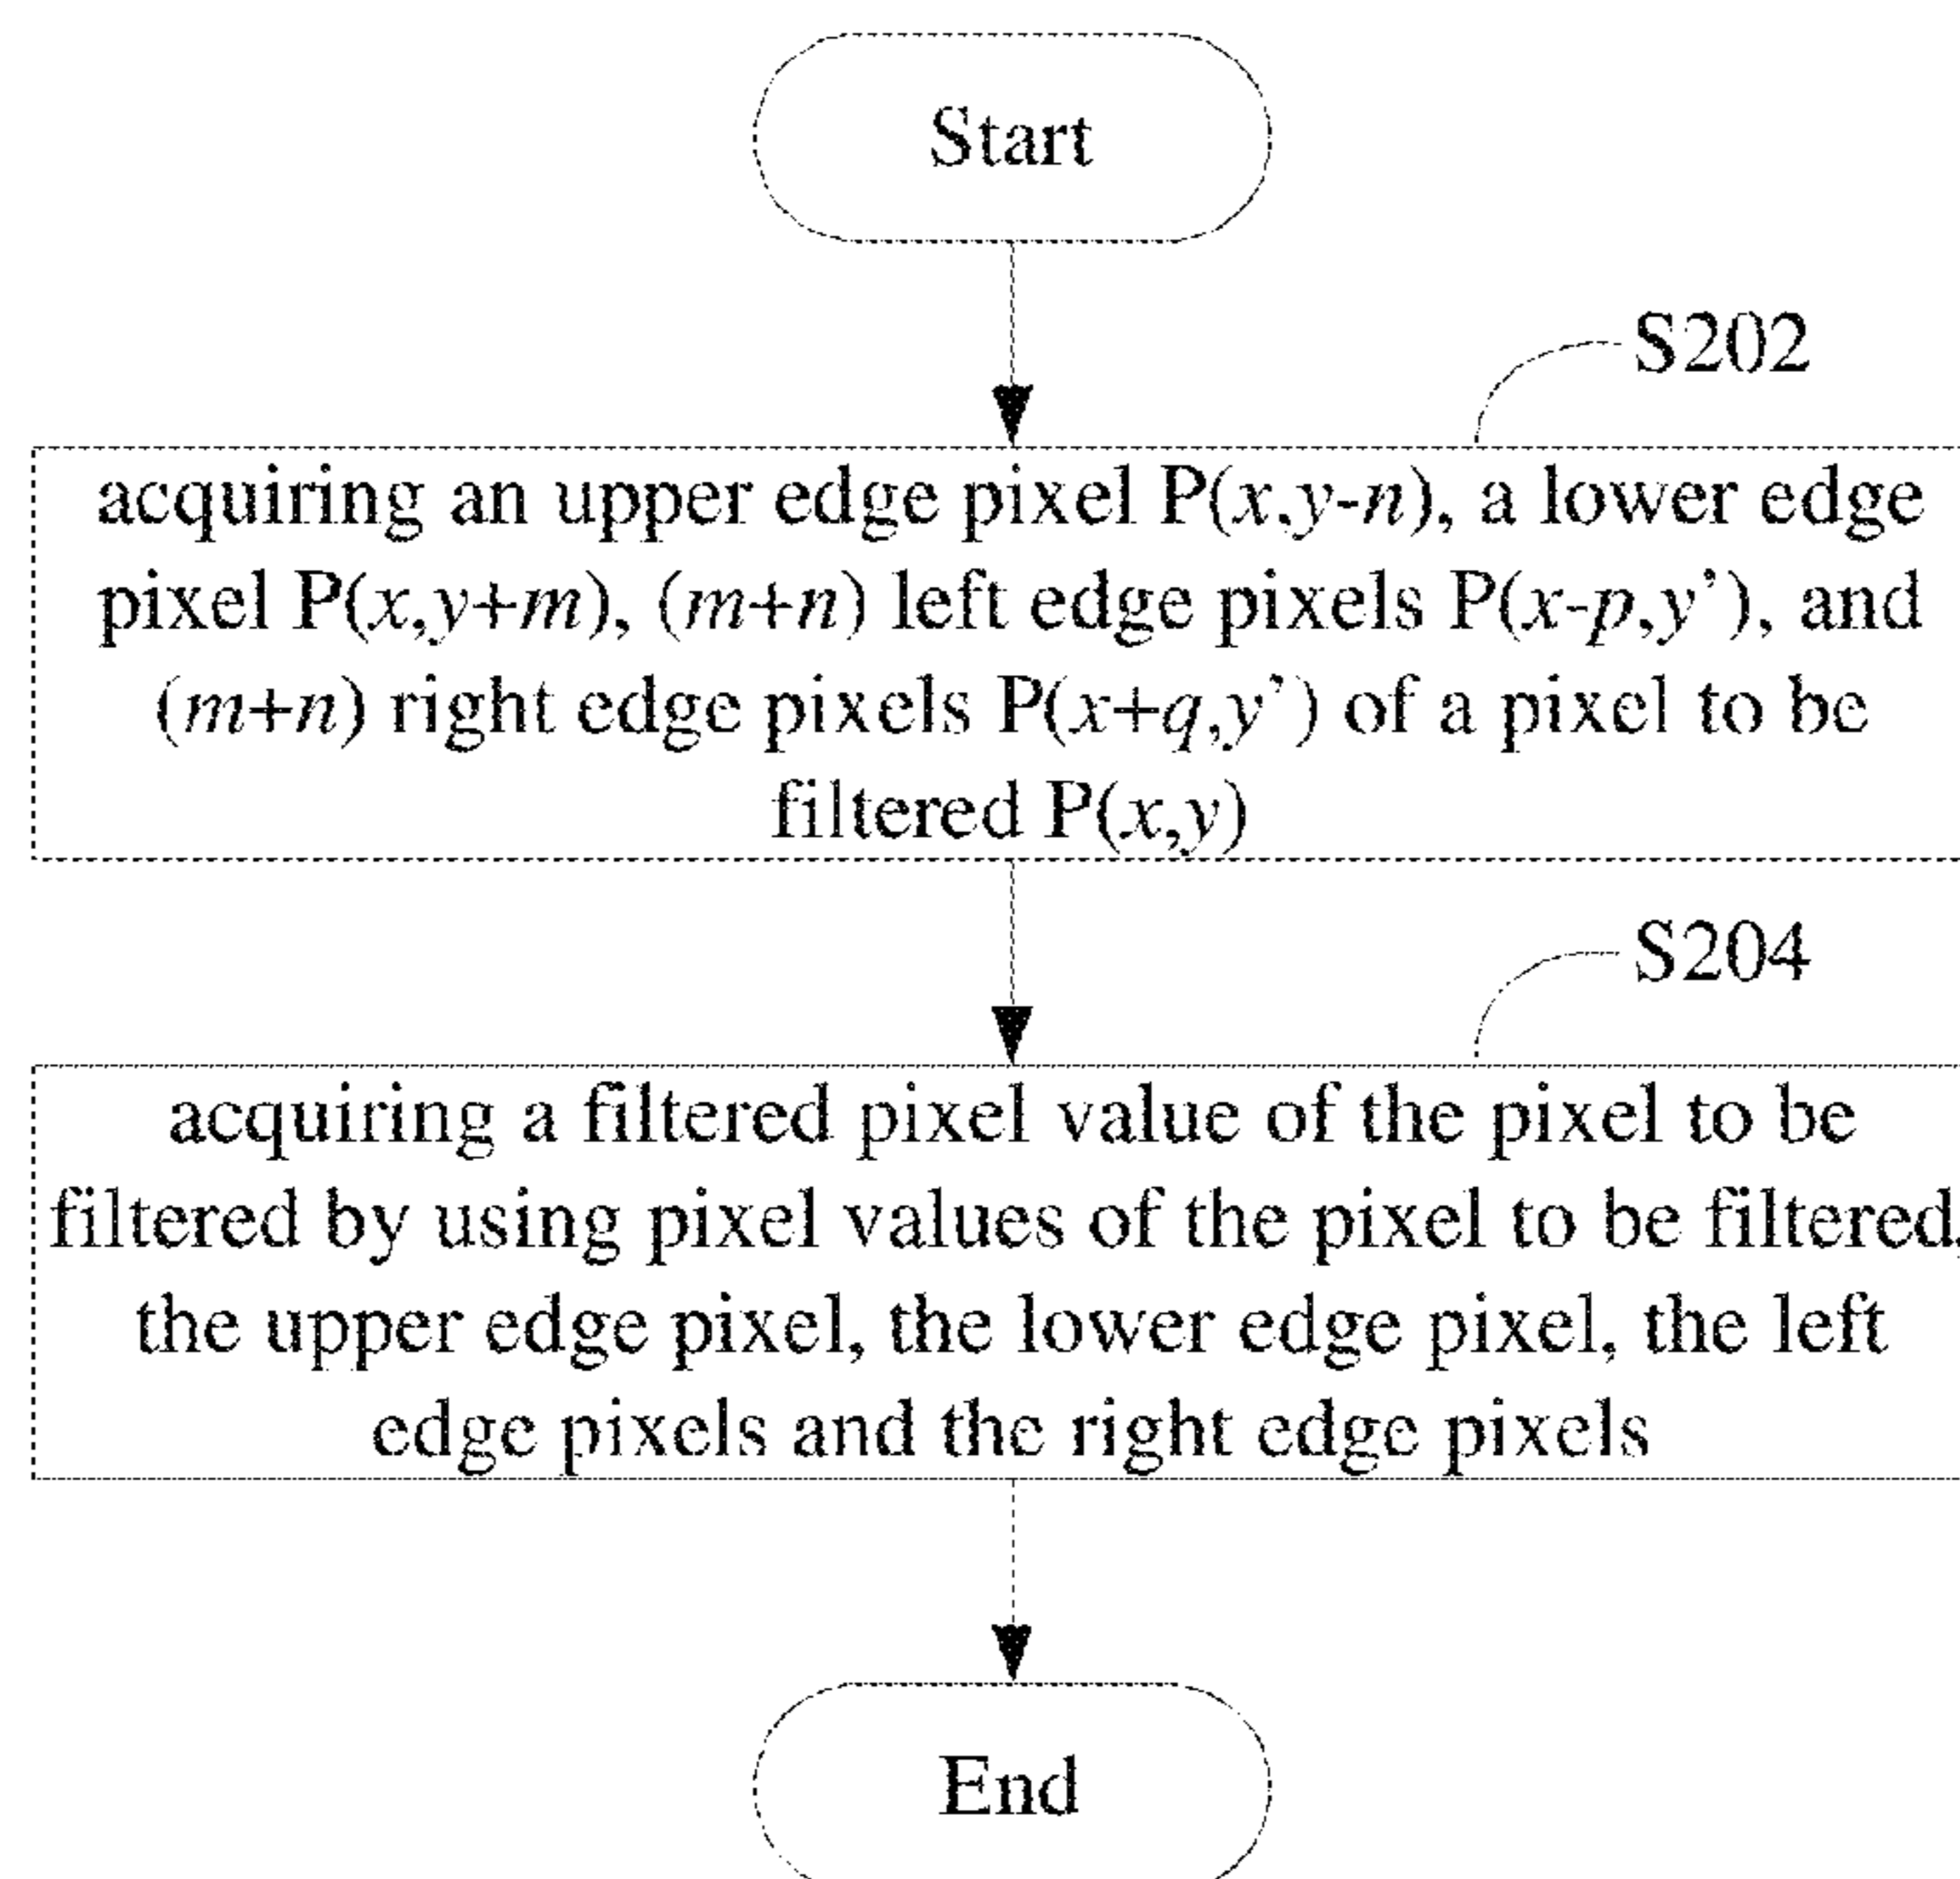 Start
S202
acquiring an upper edge pixel P(x,y-n), a lower edge
pixel P(x,y+m), (m+n) left edge pixels P(x-p,y’), and
(m+n) right edge pixels P(x+q,y’) of a pixel to be
filtered P(x,y)
S204
acquiring a filtered pixel value of the pixel to be
filtered by using pixel values of the pixel to be filtered,
the upper edge pixel, the lower edge pixel, the left
edge pixels and the right edge pixels
End